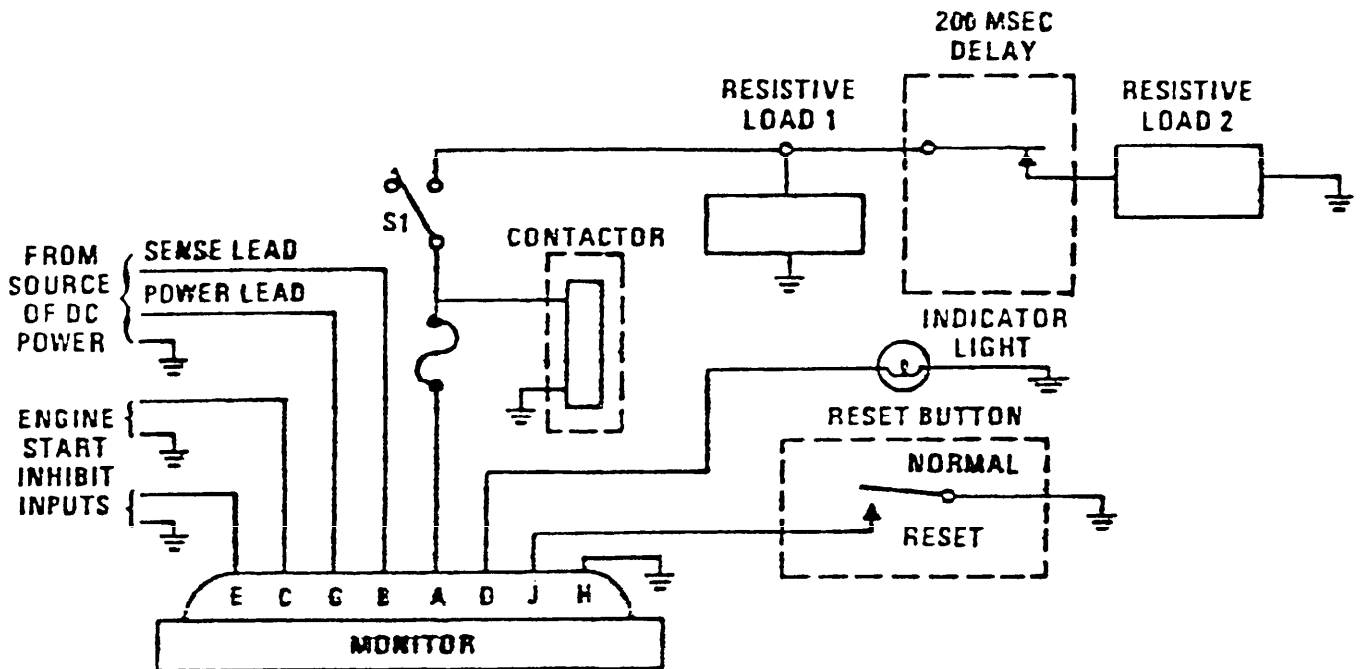 200 MSEC
DELAY
RESISTIVE
LOAD 1
RESISTIVE
LOAD 2
S1
CONTACTOR
FROM
SOURCE
OF DC
POWER
SENSE LEAD
POWER LEAD
INDICATOR
LIGHT
ENGINE
START
INHIBIT
INPUTS
RESET BUTTON
NORMAL
RESET
E C G B A D J H
MONITOR